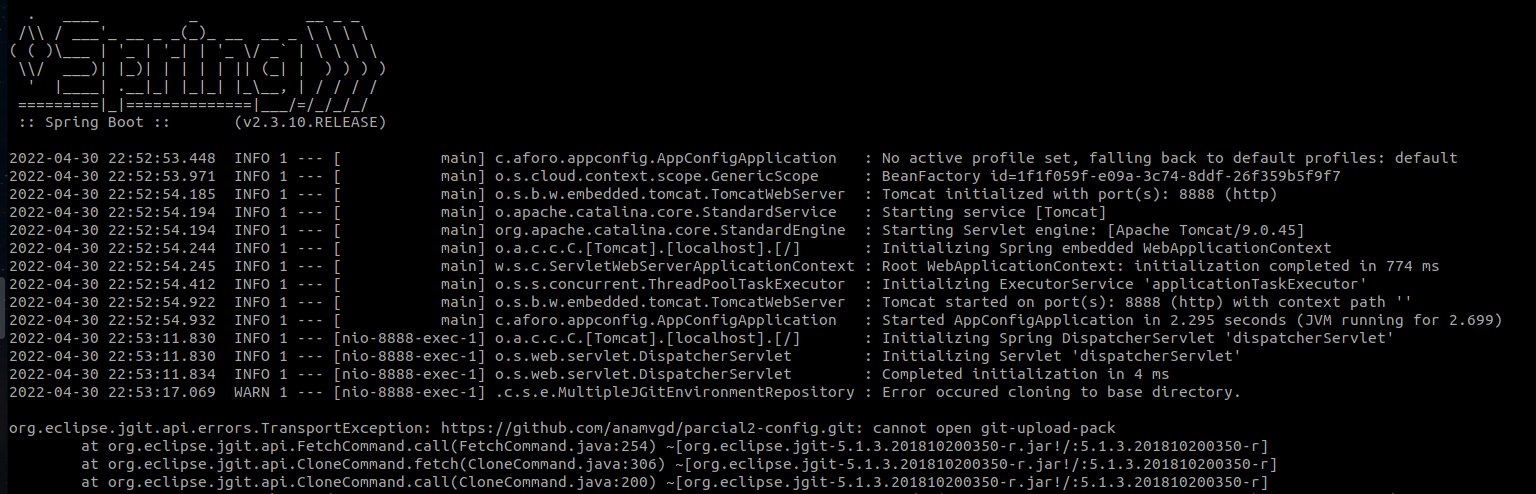 .   ____          _            __ _ _
 /\\ / ___'_ __ _ _(_)_ __  __ _ \ \ \ \
( ( )\___ | '_ | '_| | '_ \/ _` | \ \ \ \
 \\/  ___)| |_)| | | | | || (_| |  ) ) ) )
  '  |____| .__|_| |_|_| |_\__, | / / / /
 =========|_|==============|___/=/_/_/_/
 :: Spring Boot ::       (v2.3.10.RELEASE)
2022-04-30 22:52:53.448  INFO 1 --- [           main] c.aforo.appconfig.AppConfigApplication   : No active profile set, falling back to default profiles: default
2022-04-30 22:52:53.971  INFO 1 --- [           main] o.s.cloud.context.scope.GenericScope     : BeanFactory id=1f1f059f-e09a-3c74-8ddf-26f359b5f9f7
2022-04-30 22:52:54.185  INFO 1 --- [           main] o.s.b.w.embedded.tomcat.TomcatWebServer  : Tomcat initialized with port(s): 8888 (http)
2022-04-30 22:52:54.194  INFO 1 --- [           main] o.apache.catalina.core.StandardService   : Starting service [Tomcat]
2022-04-30 22:52:54.194  INFO 1 --- [           main] org.apache.catalina.core.StandardEngine  : Starting Servlet engine: [Apache Tomcat/9.0.45]
2022-04-30 22:52:54.244  INFO 1 --- [           main] o.a.c.c.C.[Tomcat].[localhost].[/]       : Initializing Spring embedded WebApplicationContext
2022-04-30 22:52:54.245  INFO 1 --- [           main] w.s.c.ServletWebServerApplicationContext : Root WebApplicationContext: initialization completed in 774 ms
2022-04-30 22:52:54.412  INFO 1 --- [           main] o.s.s.concurrent.ThreadPoolTaskExecutor  : Initializing ExecutorService 'applicationTaskExecutor'
2022-04-30 22:52:54.922  INFO 1 --- [           main] o.s.b.w.embedded.tomcat.TomcatWebServer  : Tomcat started on port(s): 8888 (http) with context path ''
2022-04-30 22:52:54.932  INFO 1 --- [           main] c.aforo.appconfig.AppConfigApplication   : Started AppConfigApplication in 2.295 seconds (JVM running for 2.699)
2022-04-30 22:53:11.830  INFO 1 --- [nio-8888-exec-1] o.a.c.c.C.[Tomcat].[localhost].[/]       : Initializing Spring DispatcherServlet 'dispatcherServlet'
2022-04-30 22:53:11.830  INFO 1 --- [nio-8888-exec-1] o.s.web.servlet.DispatcherServlet        : Initializing Servlet 'dispatcherServlet'
2022-04-30 22:53:11.834  INFO 1 --- [nio-8888-exec-1] o.s.web.servlet.DispatcherServlet        : Completed initialization in 4 ms
2022-04-30 22:53:17.069  WARN 1 --- [nio-8888-exec-1] .c.s.e.MultipleJGitEnvironmentRepository : Error occured cloning to base directory.
org.eclipse.jgit.api.errors.TransportException: https://github.com/anamvgd/parcial2-config.git: cannot open git-upload-pack
        at org.eclipse.jgit.api.FetchCommand.call(FetchCommand.java:254) ~[org.eclipse.jgit-5.1.3.201810200350-r.jar!/:5.1.3.201810200350-r]
        at org.eclipse.jgit.api.CloneCommand.fetch(CloneCommand.java:306) ~[org.eclipse.jgit-5.1.3.201810200350-r.jar!/:5.1.3.201810200350-r]
        at org.eclipse.jgit.api.CloneCommand.call(CloneCommand.java:200) ~[org.eclipse.jgit-5.1.3.201810200350-r.jar!/:5.1.3.201810200350-r]